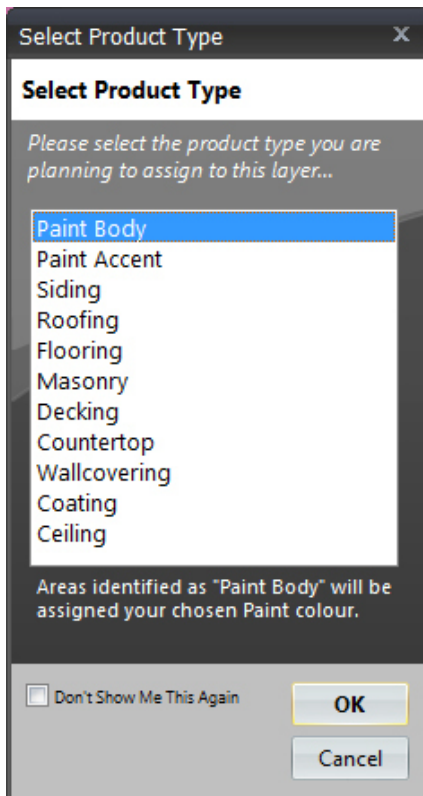 Select Product Type x
Select Product Type
Please select the product type you are
planning to assign to this layer...
Paint Body
Paint Accent
Siding
Roofing
Flooring
Masonry
Decking
Countertop
Wallcovering
Coating
Ceiling
Areas identified as "Paint Body" will be
assigned your chosen Paint colour.
Don't Show Me This Again
OK
Cancel